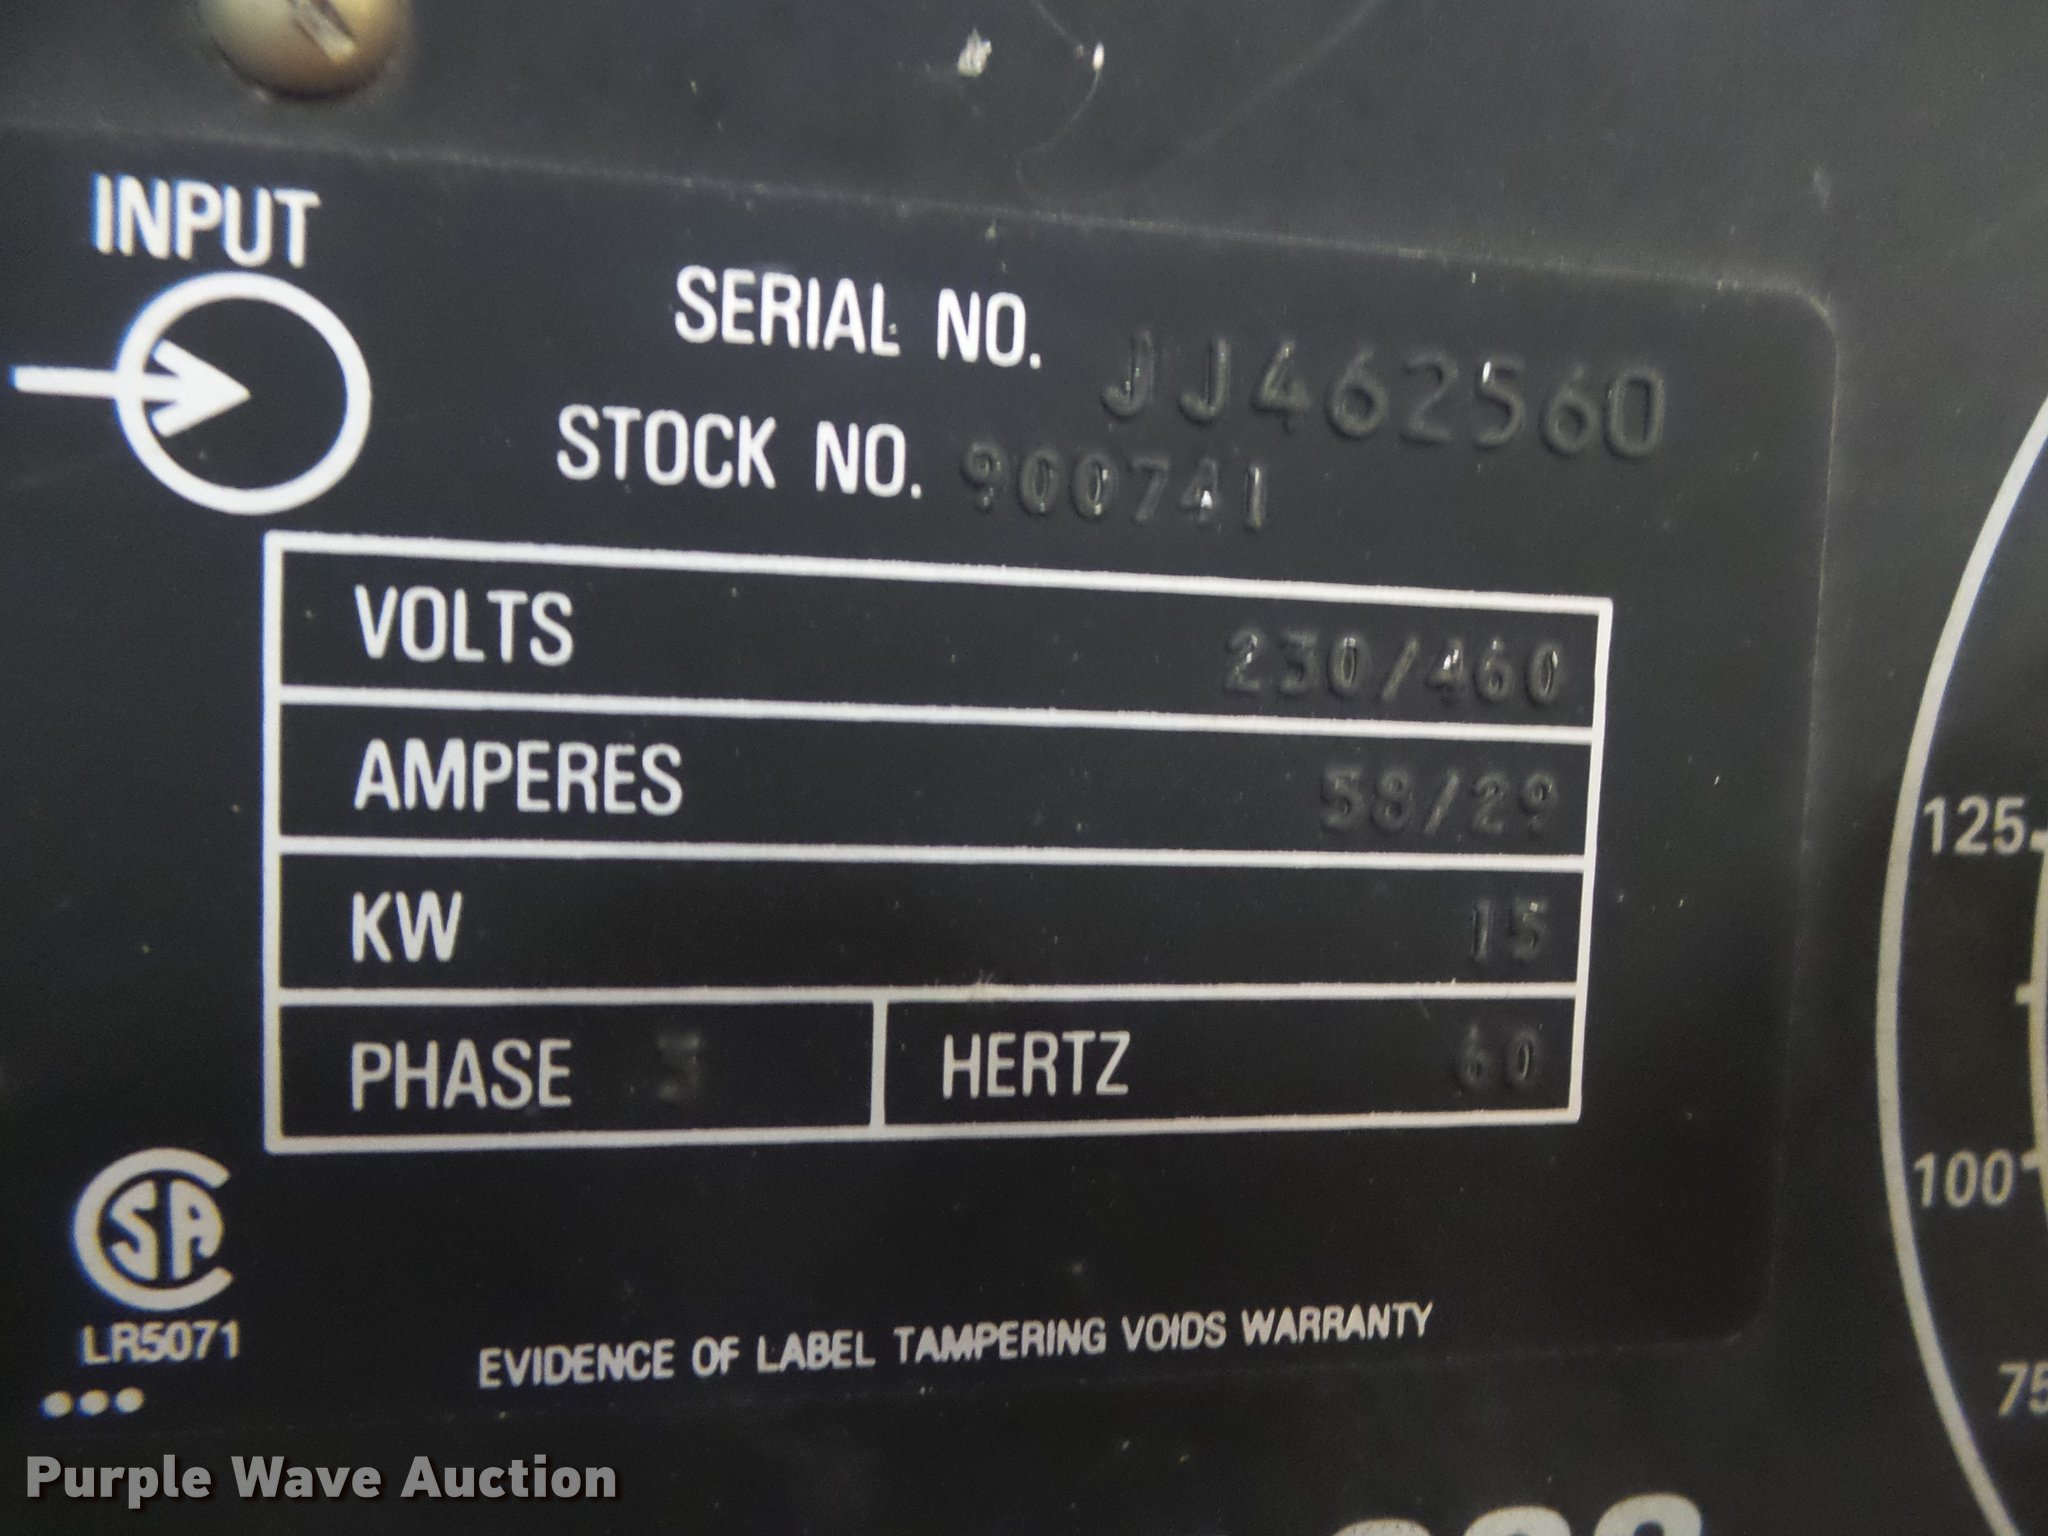 INPUT
SERIAL NO. JJ462560
STOCK NO. 900741
VOLTS 230/460
AMPERES 58/29
KW 15
PHASE 3 HERTZ 60
125
100
75
CSA
LR5071
EVIDENCE OF LABEL TAMPERING VOIDS WARRANTY
Purple Wave Auction